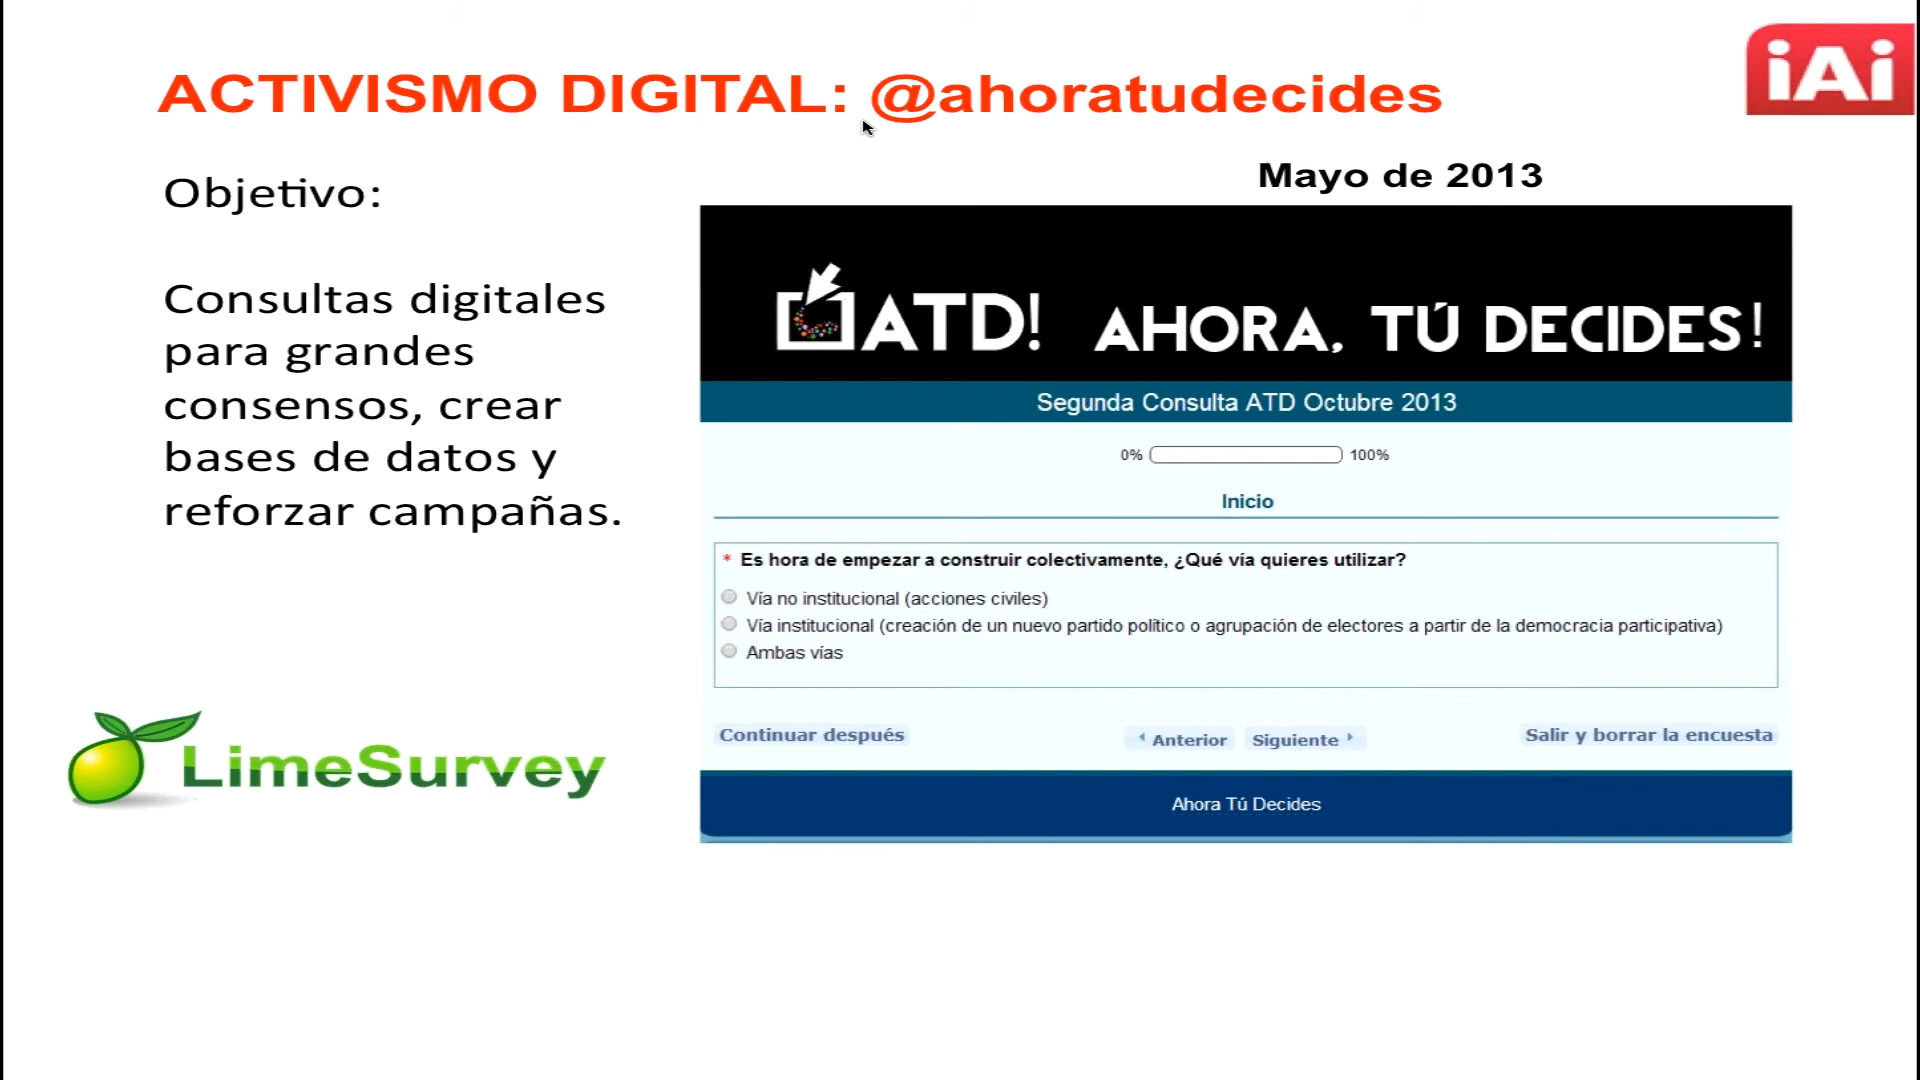 ACTIVISMO DIGITAL: @ahoratudecides
iAi
Objetivo:
Consultas digitales
para grandes
consensos, crear
bases de datos y
reforzar campañas.
LimeSurvey
Mayo de 2013
ATD! AHORA, TÚ DECIDES!
Segunda Consulta ATD Octubre 2013
0% 100%
Inicio
* Es hora de empezar a construir colectivamente, ¿Qué vía quieres utilizar?
Vía no institucional (acciones civiles)
Vía institucional (creación de un nuevo partido político o agrupación de electores a partir de la democracia participativa)
Ambas vías
Continuar después Anterior Siguiente Salir y borrar la encuesta
Ahora Tú Decides